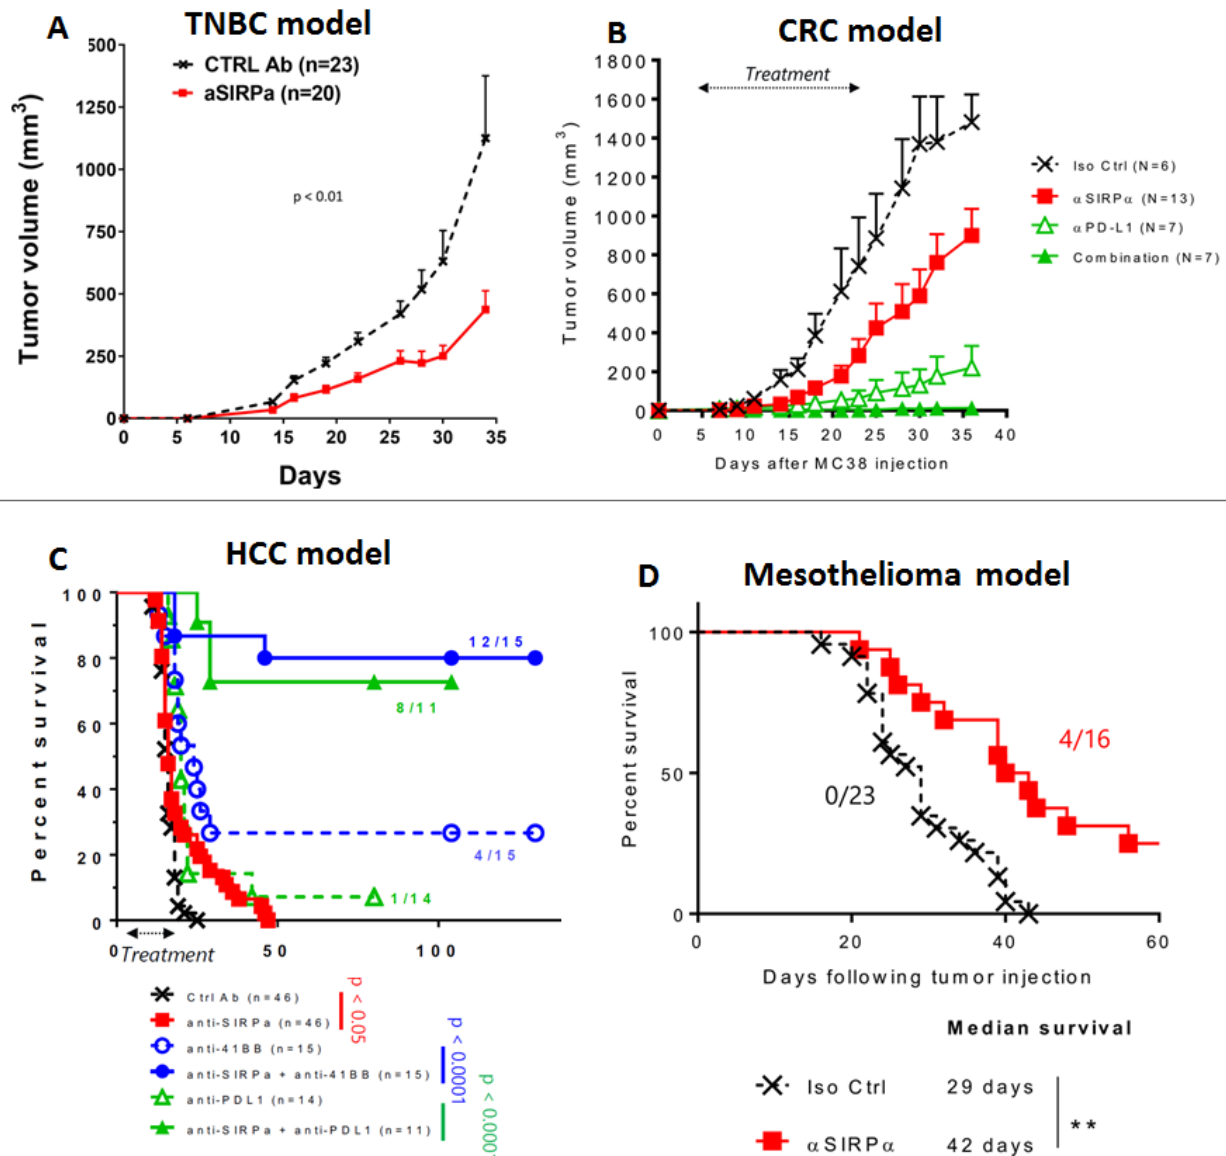 A
TNBC model
500
1250
1000
750
500
250
0
Tumor volume (mm3)
CTRL Ab (n=23)
aSIRPa (n=20)
p < 0.01
0 5 10 15 20 25 30 35
Days
B
CRC model
1800
1600
1400
1200
1000
800
600
400
200
0
Tumor volume (mm3)
Treatment
Iso Ctrl (N=6)
αSIRPα (N=13)
αPD-L1 (N=7)
Combination (N=7)
0 5 10 15 20 25 30 35 40
Days after MC38 injection
C
HCC model
100
80
60
40
20
0
Percent survival
12/15
8/11
4/15
1/14
0 50 100
Treatment
Ctrl Ab (n=46)
anti-SIRPa (n=46)
anti-41BB (n=15)
anti-SIRPa + anti-41BB (n=15)
anti-PDL1 (n=14)
anti-SIRPa + anti-PDL1 (n=11)
p < 0.05
p < 0.0001
p < 0.000
D
Mesothelioma model
100
50
0
Percent survival
4/16
0/23
0 20 40 60
Days following tumor injection
Median survival
Iso Ctrl 29 days
αSIRPα 42 days
**